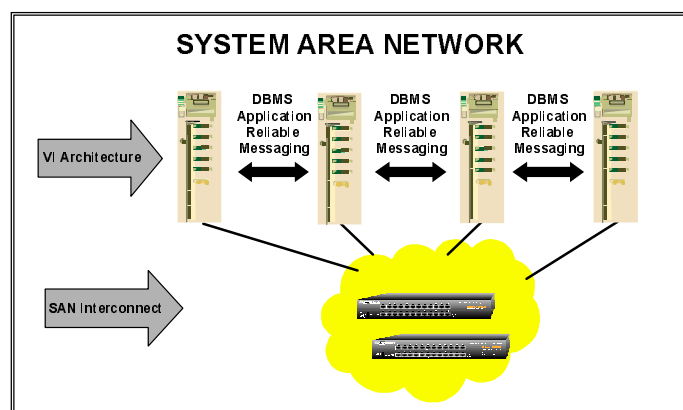 SYSTEM AREA NETWORK
DBMS
Application
Reliable
Messaging
DBMS
Application
Reliable
Messaging
DBMS
Application
Reliable
Messaging
VI Architecture
SAN Interconnect